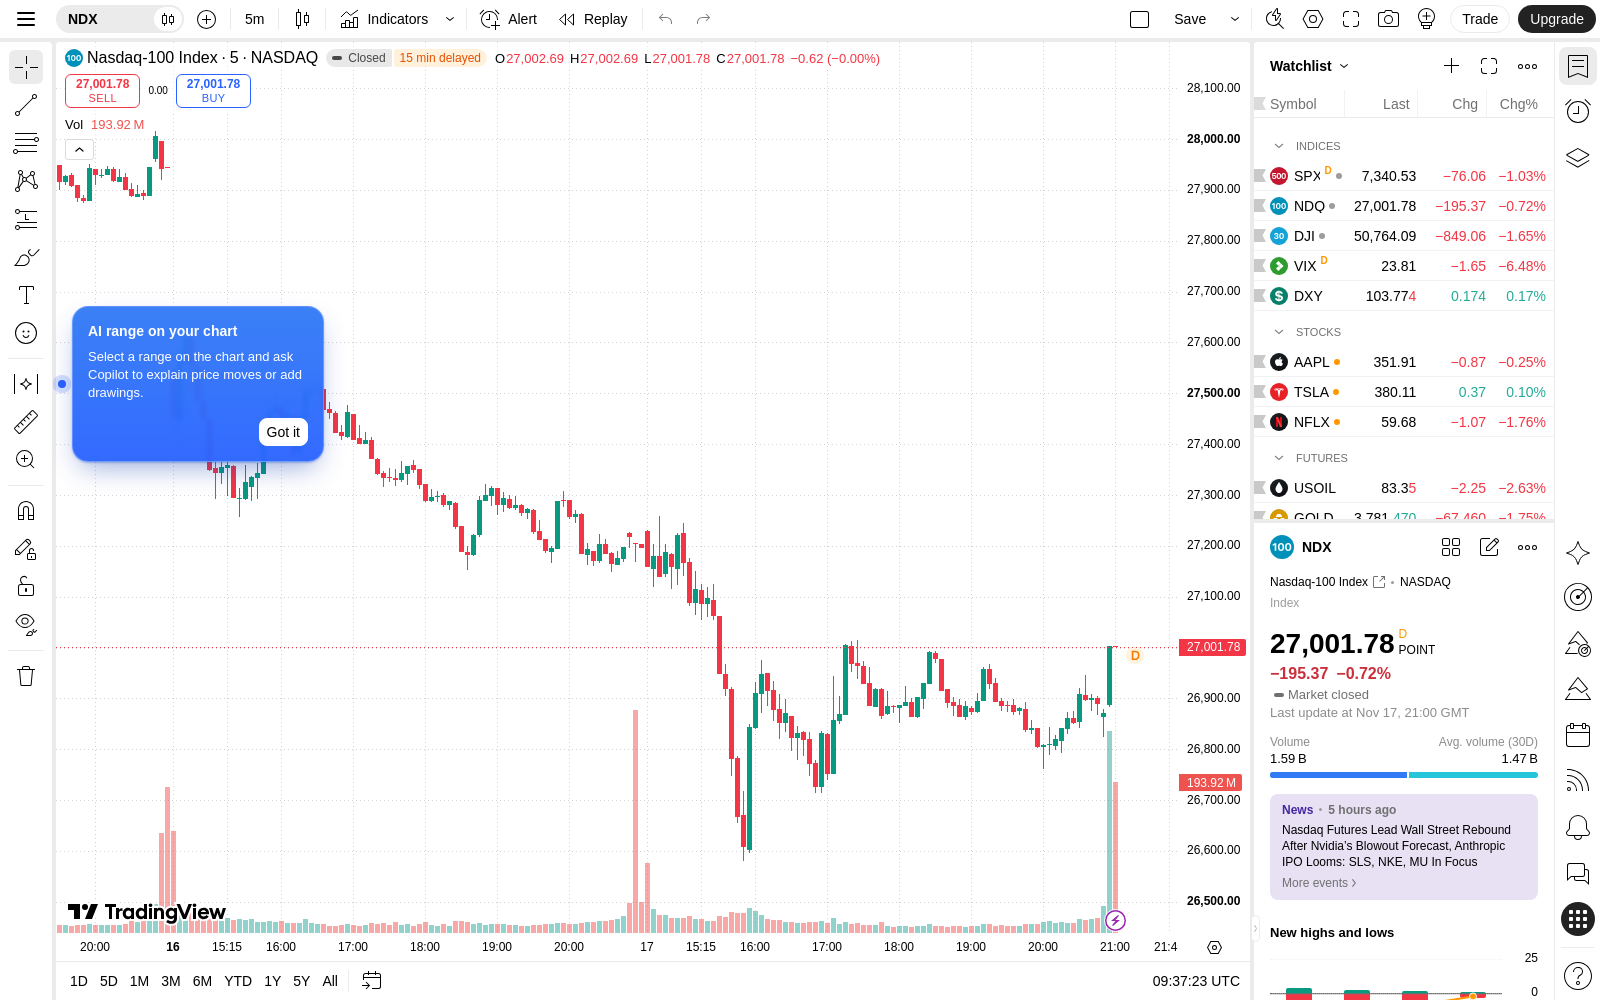 NDX
5m
Indicators
Alert
Replay
Save
Trade
Upgrade
100 Nasdaq-100 Index · 5 · NASDAQ
Closed
15 min delayed
O27,002.69 H27,002.69 L27,001.78 C27,001.78 −0.62 (−0.00%)
27,001.78
SELL
0.00
27,001.78
BUY
Vol 193.92 M
AI range on your chart
Select a range on the chart and ask
Copilot to explain price moves or add
drawings.
Got it
28,100.00
28,000.00
27,900.00
27,800.00
27,700.00
27,600.00
27,500.00
27,400.00
27,300.00
27,200.00
27,100.00
27,001.78
D
26,900.00
26,800.00
193.92 M
26,700.00
26,600.00
26,500.00
TradingView
20:00 16 15:15 16:00 17:00 18:00 19:00 20:00 17 15:15 16:00 17:00 18:00 19:00 20:00 21:00 21:4
1D 5D 1M 3M 6M YTD 1Y 5Y All
09:37:23 UTC
Watchlist
Symbol Last Chg Chg%
INDICES
500 SPX D 7,340.53 −76.06 −1.03%
100 NDQ 27,001.78 −195.37 −0.72%
30 DJI 50,764.09 −849.06 −1.65%
VIX D 23.81 −1.65 −6.48%
$ DXY 103.774 0.174 0.17%
STOCKS
AAPL 351.91 −0.87 −0.25%
TSLA 380.11 0.37 0.10%
N NFLX 59.68 −1.07 −1.76%
FUTURES
USOIL 83.35 −2.25 −2.63%
GOLD 3,781.470 −67.460 −1.75%
100 NDX
Nasdaq-100 Index • NASDAQ
Index
27,001.78 D POINT
−195.37 −0.72%
Market closed
Last update at Nov 17, 21:00 GMT
Volume Avg. volume (30D)
1.59 B 1.47 B
News • 5 hours ago
Nasdaq Futures Lead Wall Street Rebound
After Nvidia's Blowout Forecast, Anthropic
IPO Looms: SLS, NKE, MU In Focus
More events ›
New highs and lows
25
0